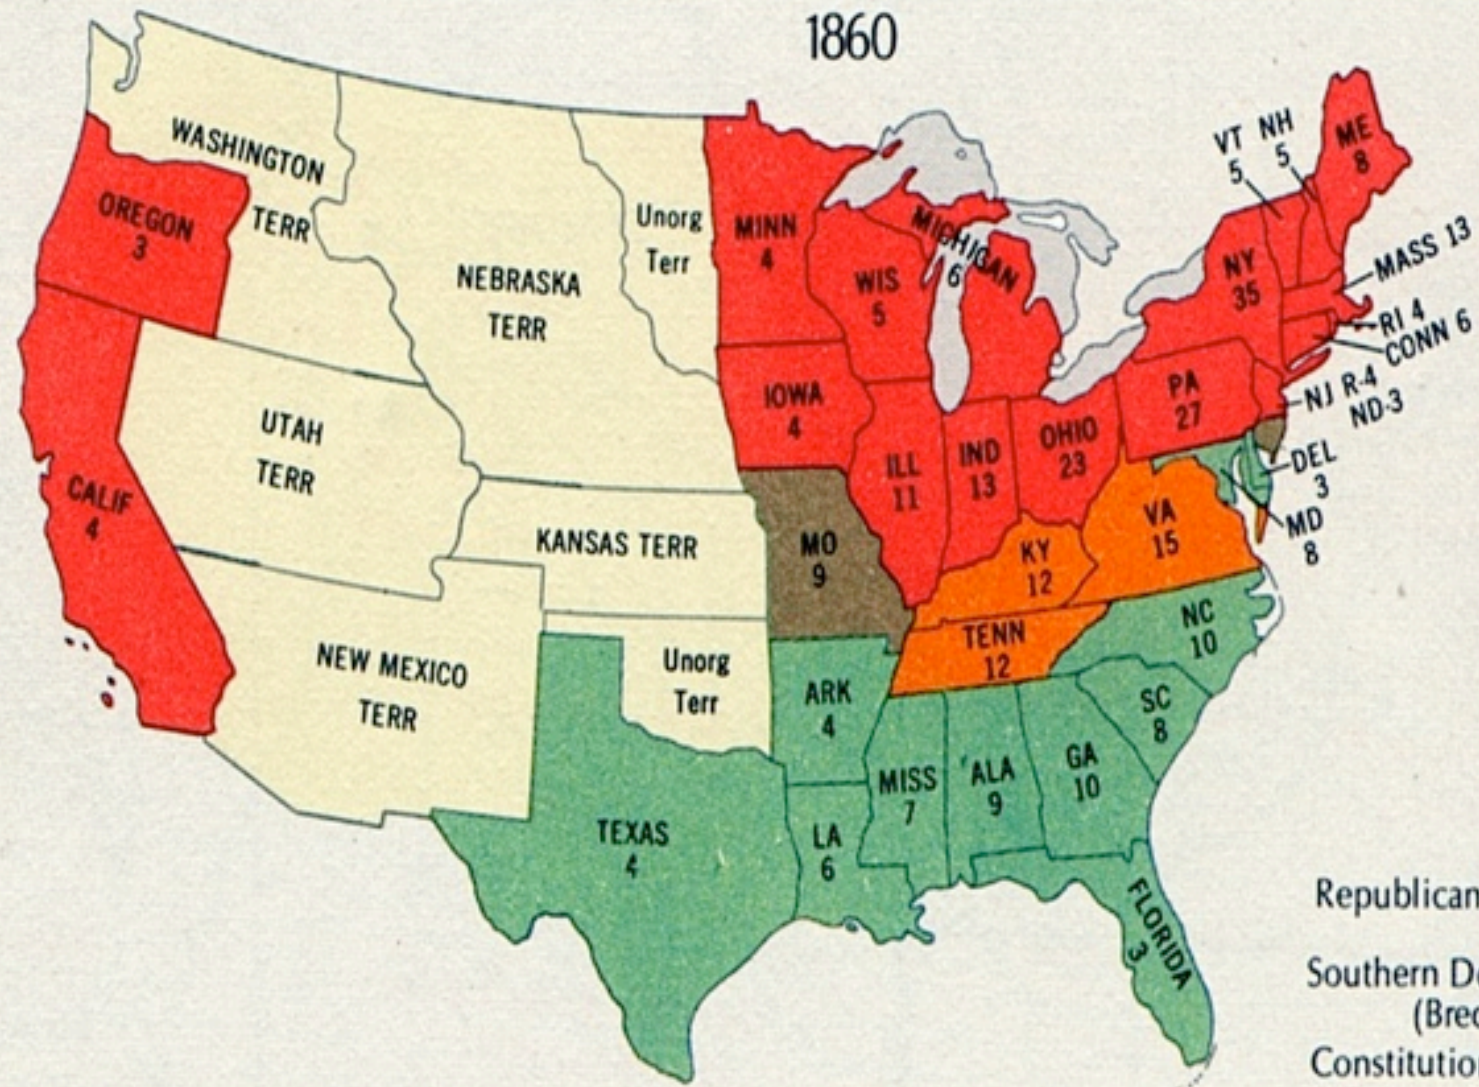 1860
WASHINGTON
TERR
OREGON
3
NEBRASKA
TERR
Unorg
Terr
MINN
4
WIS
5
MICHIGAN
6
VT
5
NH
5
ME
8
NY
35
MASS 13
RI 4
CONN 6
NJ R-4
ND-3
PA
27
DEL
3
MD
8
IOWA
4
ILL
11
IND
13
OHIO
23
UTAH
TERR
CALIF
4
KANSAS TERR
MO
9
KY
12
VA
15
NEW MEXICO
TERR
Unorg
Terr
TENN
12
NC
10
ARK
4
SC
8
MISS
7
ALA
9
GA
10
TEXAS
4
LA
6
FLORIDA
3
Republican
Southern De
(Brec
Constitution